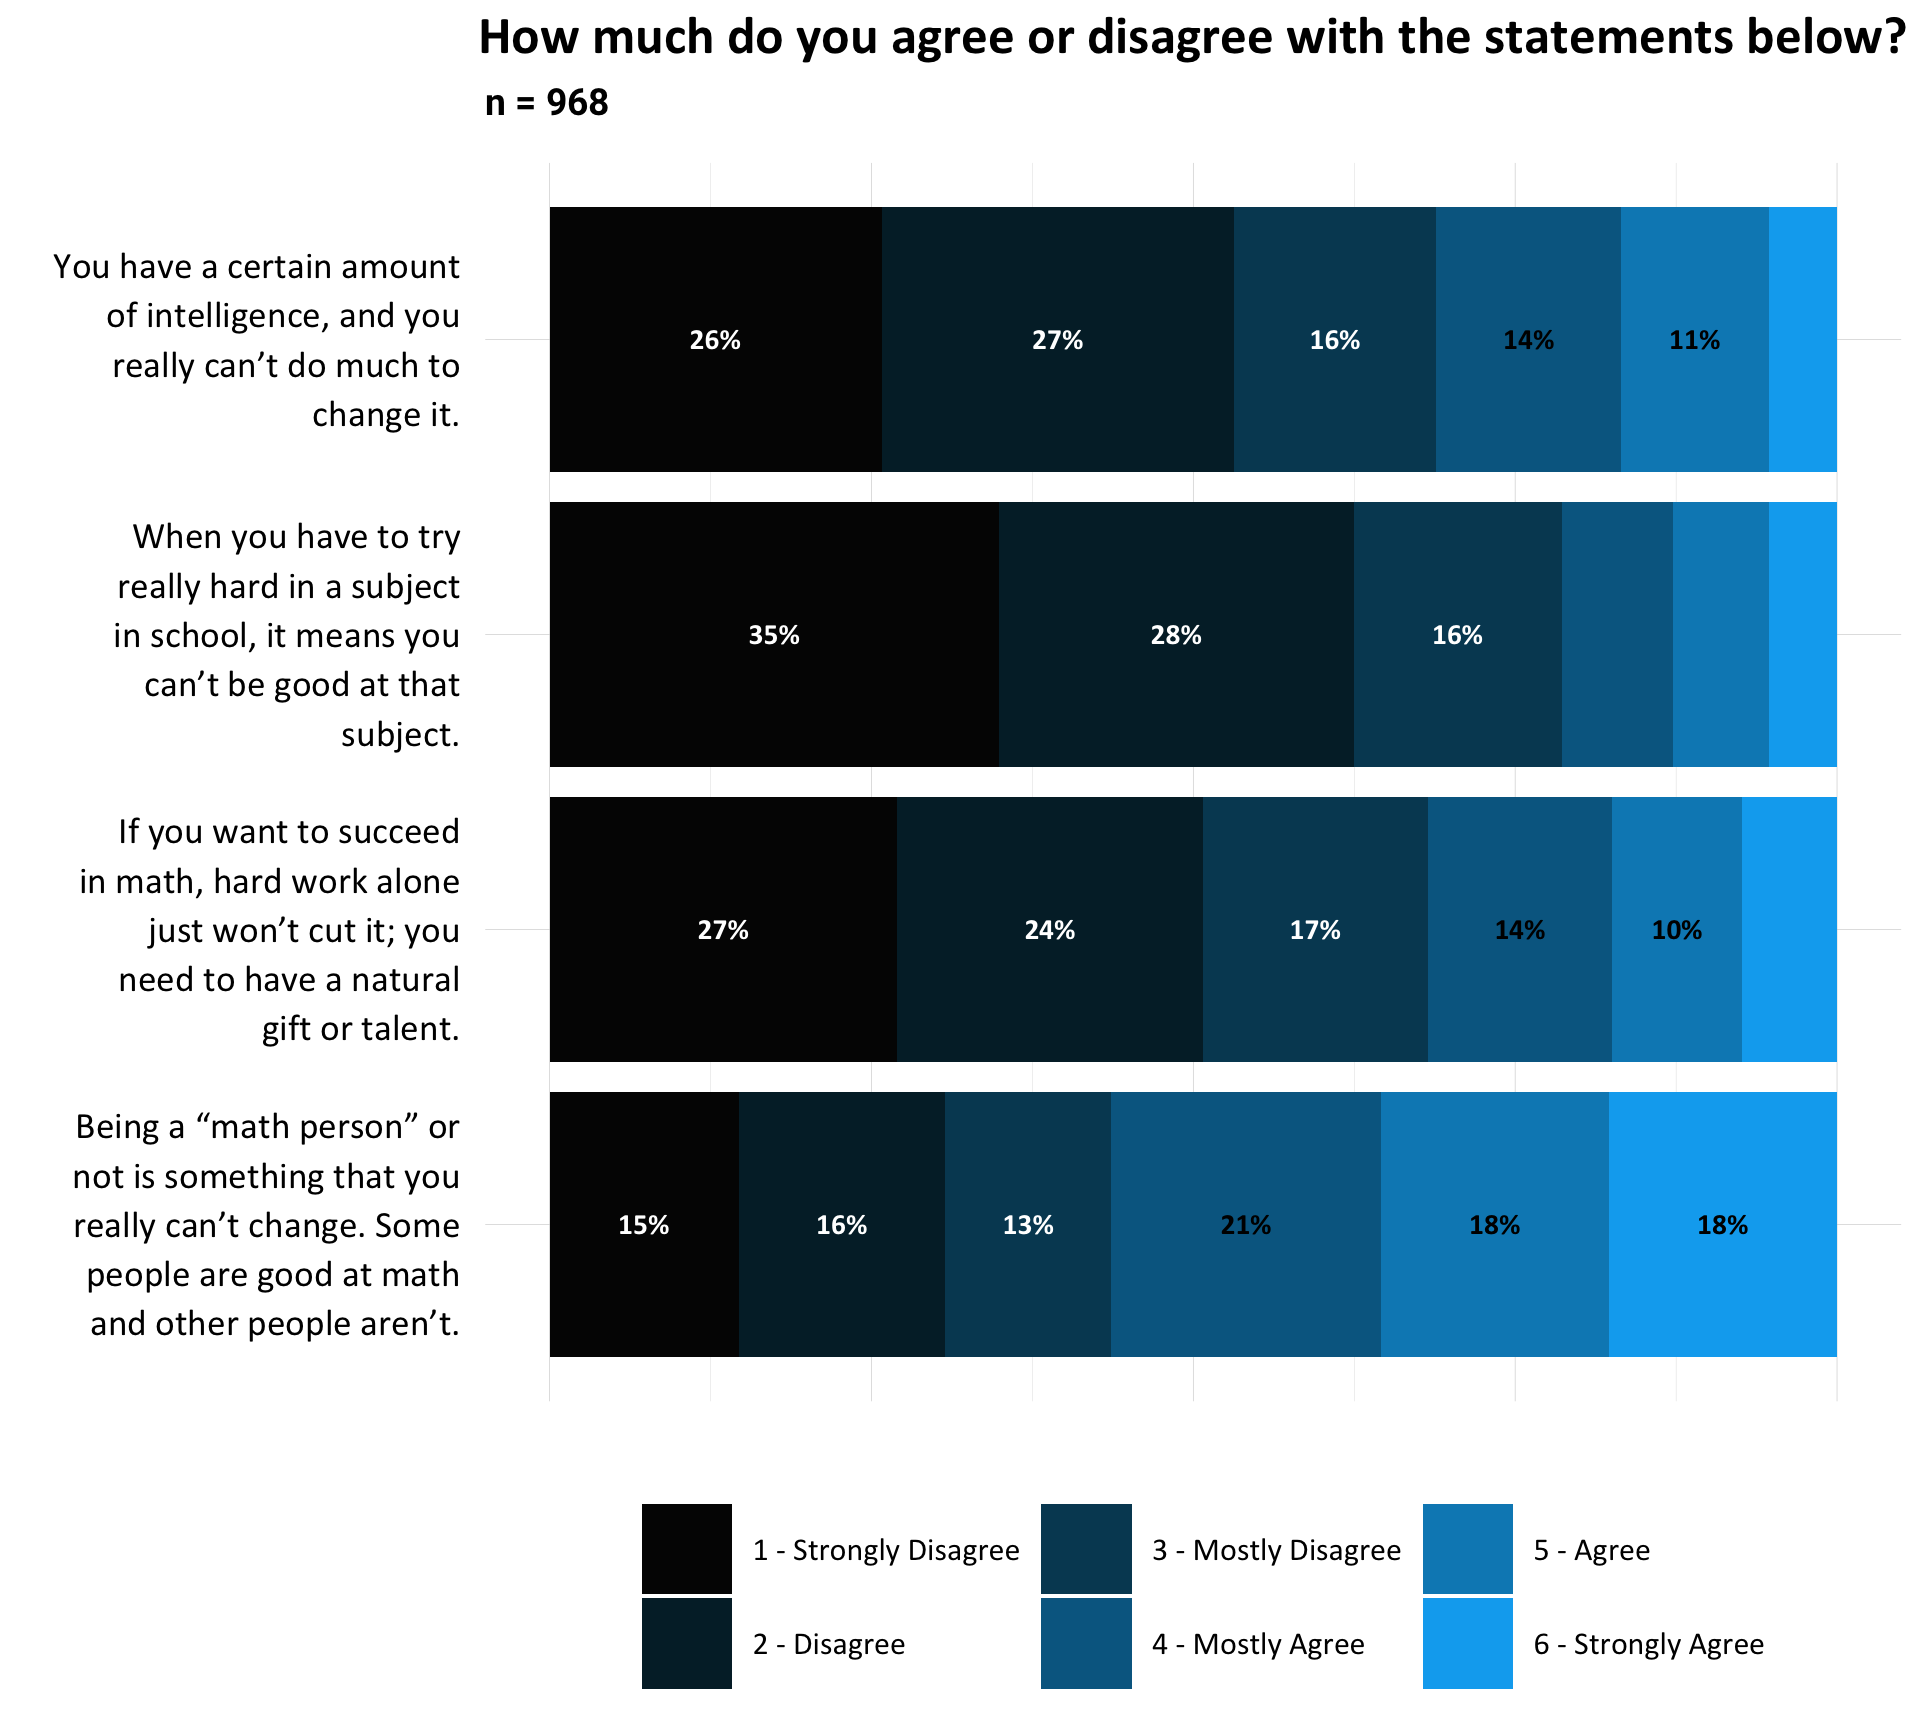 How much do you agree or disagree with the statements below?
n = 968
You have a certain amount
of intelligence, and you
really can’t do much to
change it.
26% 27% 16% 14% 11%
When you have to try
really hard in a subject
in school, it means you
can’t be good at that
subject.
35% 28% 16%
If you want to succeed
in math, hard work alone
just won’t cut it; you
need to have a natural
gift or talent.
27% 24% 17% 14% 10%
Being a “math person” or
not is something that you
really can’t change. Some
people are good at math
and other people aren’t.
15% 16% 13% 21% 18% 18%
1 - Strongly Disagree
2 - Disagree
3 - Mostly Disagree
4 - Mostly Agree
5 - Agree
6 - Strongly Agree